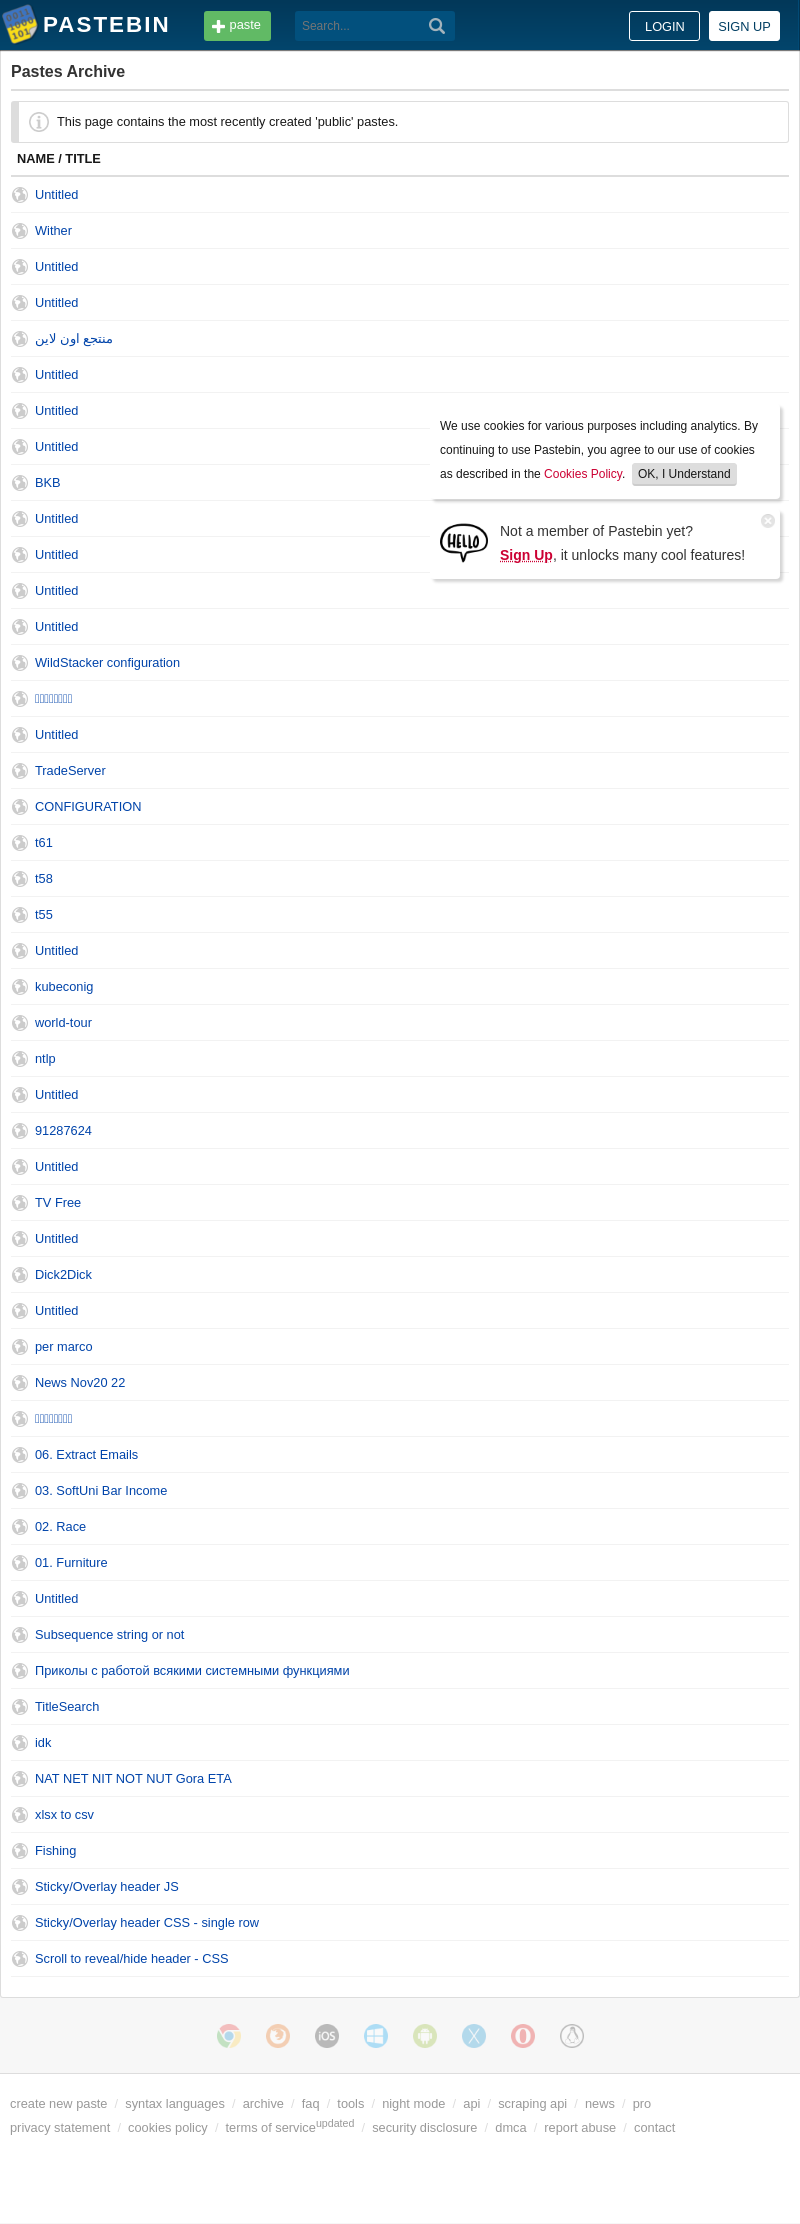 PASTEBIN
paste
Search...
LOGIN
SIGN UP
Pastes Archive
This page contains the most recently created 'public' pastes.
NAME / TITLE
Untitled
Wither
Untitled
Untitled
منتجع اون لاين
Untitled
Untitled
Untitled
BKB
Untitled
Untitled
Untitled
Untitled
We use cookies for various purposes including analytics. By
continuing to use Pastebin, you agree to our use of cookies
as described in the Cookies Policy. OK, I Understand
HELLO
Not a member of Pastebin yet?
Sign Up, it unlocks many cool features!
WildStacker configuration
Untitled
TradeServer
CONFIGURATION
t61
t58
t55
Untitled
kubeconig
world-tour
ntlp
Untitled
91287624
Untitled
TV Free
Untitled
Dick2Dick
Untitled
per marco
News Nov20 22
06. Extract Emails
03. SoftUni Bar Income
02. Race
01. Furniture
Untitled
Subsequence string or not
Приколы с работой всякими системными функциями
TitleSearch
idk
NAT NET NIT NOT NUT Gora ETA
xlsx to csv
Fishing
Sticky/Overlay header JS
Sticky/Overlay header CSS - single row
Scroll to reveal/hide header - CSS
iOS
create new paste / syntax languages / archive / faq / tools / night mode / api / scraping api / news / pro
privacy statement / cookies policy / terms of service updated / security disclosure / dmca / report abuse / contact